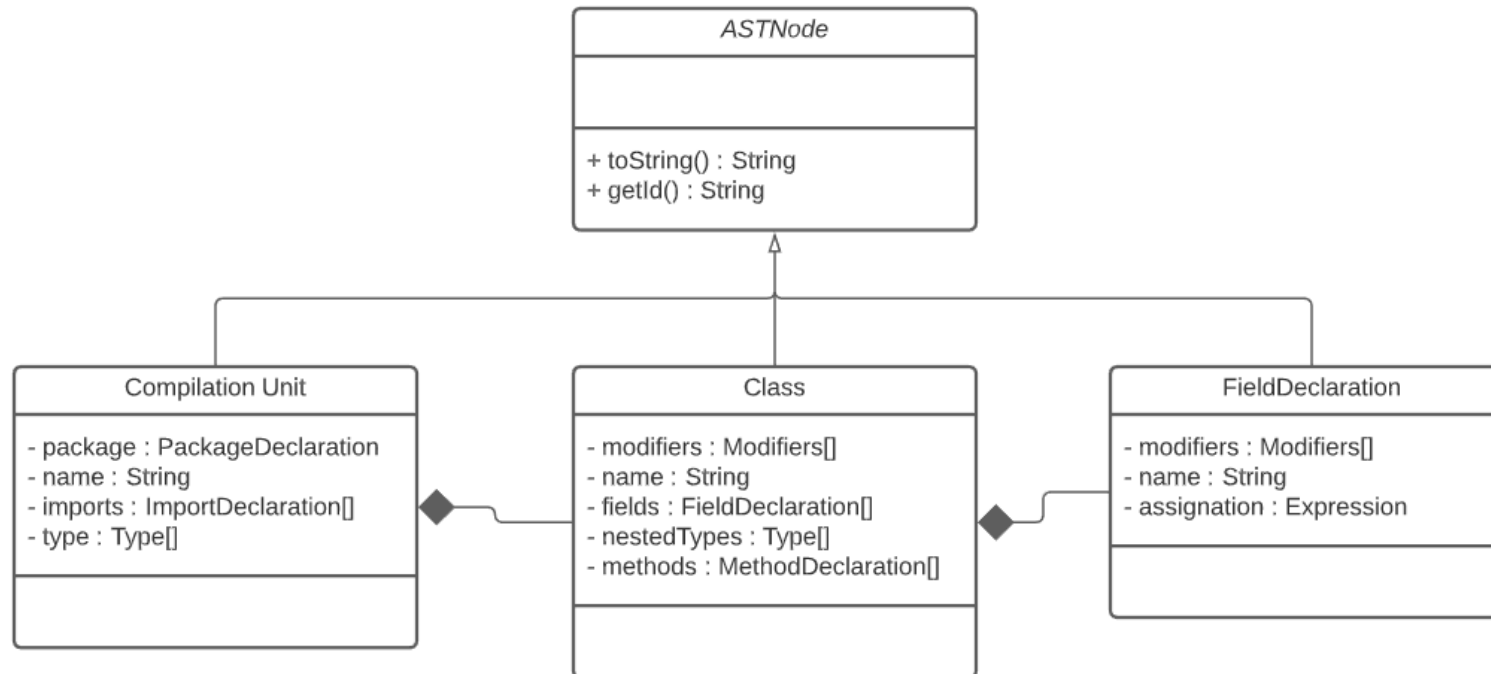 ASTNode
+ toString() : String
+ getId() : String
Compilation Unit
- package : PackageDeclaration
- name : String
- imports : ImportDeclaration[]
- type : Type[]
Class
- modifiers : Modifiers[]
- name : String
- fields : FieldDeclaration[]
- nestedTypes : Type[]
- methods : MethodDeclaration[]
FieldDeclaration
- modifiers : Modifiers[]
- name : String
- assignation : Expression